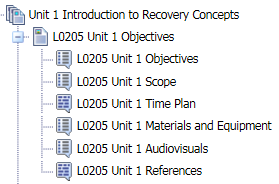 Unit 1 Introduction to Recovery Concepts
L0205 Unit 1 Objectives
L0205 Unit 1 Objectives
L0205 Unit 1 Scope
L0205 Unit 1 Time Plan
L0205 Unit 1 Materials and Equipment
L0205 Unit 1 Audiovisuals
L0205 Unit 1 References